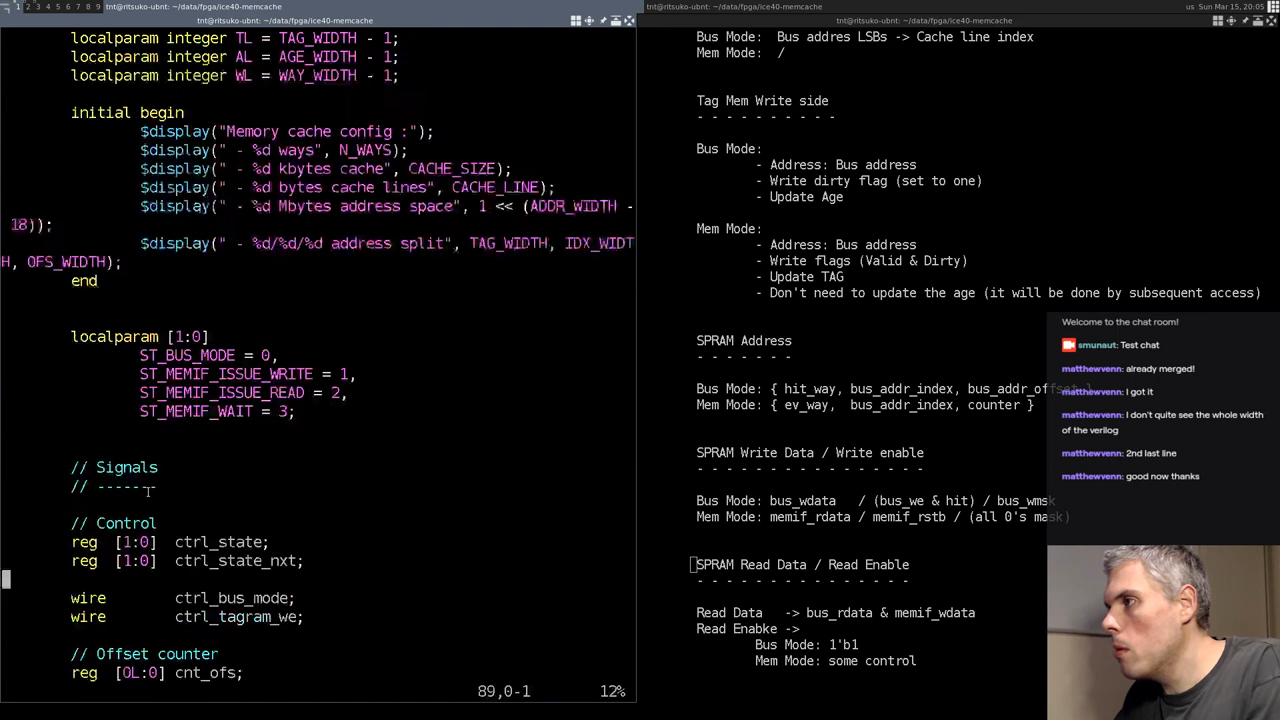 1 2 3 4 5 6 7 8 9
tnt@ritsuko-ubnt: ~/data/fpga/ice40-memcache
us Sun Mar 15, 20:05
tnt@ritsuko-ubnt: ~/data/fpga/ice40-memcache
tnt@ritsuko-ubnt: ~/data/fpga/ice40-memcache
localparam integer TL = TAG_WIDTH - 1;
localparam integer AL = AGE_WIDTH - 1;
localparam integer WL = WAY_WIDTH - 1;
initial begin
$display("Memory cache config :");
$display(" - %d ways", N_WAYS);
$display(" - %d kbytes cache", CACHE_SIZE);
$display(" - %d bytes cache lines", CACHE_LINE);
$display(" - %d Mbytes address space", 1 << (ADDR_WIDTH -
18));
$display(" - %d/%d/%d address split", TAG_WIDTH, IDX_WIDT
H, OFS_WIDTH);
end
localparam [1:0]
ST_BUS_MODE = 0,
ST_MEMIF_ISSUE_WRITE = 1,
ST_MEMIF_ISSUE_READ = 2,
ST_MEMIF_WAIT = 3;
// Signals
// -------
// Control
reg [1:0] ctrl_state;
reg [1:0] ctrl_state_nxt;
wire ctrl_bus_mode;
wire ctrl_tagram_we;
// Offset counter
reg [OL:0] cnt_ofs;
89,0-1 12%
Bus Mode: Bus addres LSBs -> Cache line index
Mem Mode: /
Tag Mem Write side
- - - - - - - - - -
Bus Mode:
- Address: Bus address
- Write dirty flag (set to one)
- Update Age
Mem Mode:
- Address: Bus address
- Write flags (Valid & Dirty)
- Update TAG
- Don't need to update the age (it will be done by subsequent access)
SPRAM Address
- - - - - - -
Bus Mode: { hit_way, bus_addr_index, bus_addr_offset }
Mem Mode: { ev_way, bus_addr_index, counter }
SPRAM Write Data / Write enable
- - - - - - - - - - - - - - - -
Bus Mode: bus_wdata / (bus_we & hit) / bus_wmsk
Mem Mode: memif_rdata / memif_rstb / (all 0's mask)
SPRAM Read Data / Read Enable
- - - - - - - - - - - - - - -
Read Data -> bus_rdata & memif_wdata
Read Enabke ->
Bus Mode: 1'b1
Mem Mode: some control
Welcome to the chat room!
smunaut: Test chat
matthewvenn: already merged!
matthewvenn: I got it
matthewvenn: I don't quite see the whole width
of the verilog
matthewvenn: 2nd last line
matthewvenn: good now thanks